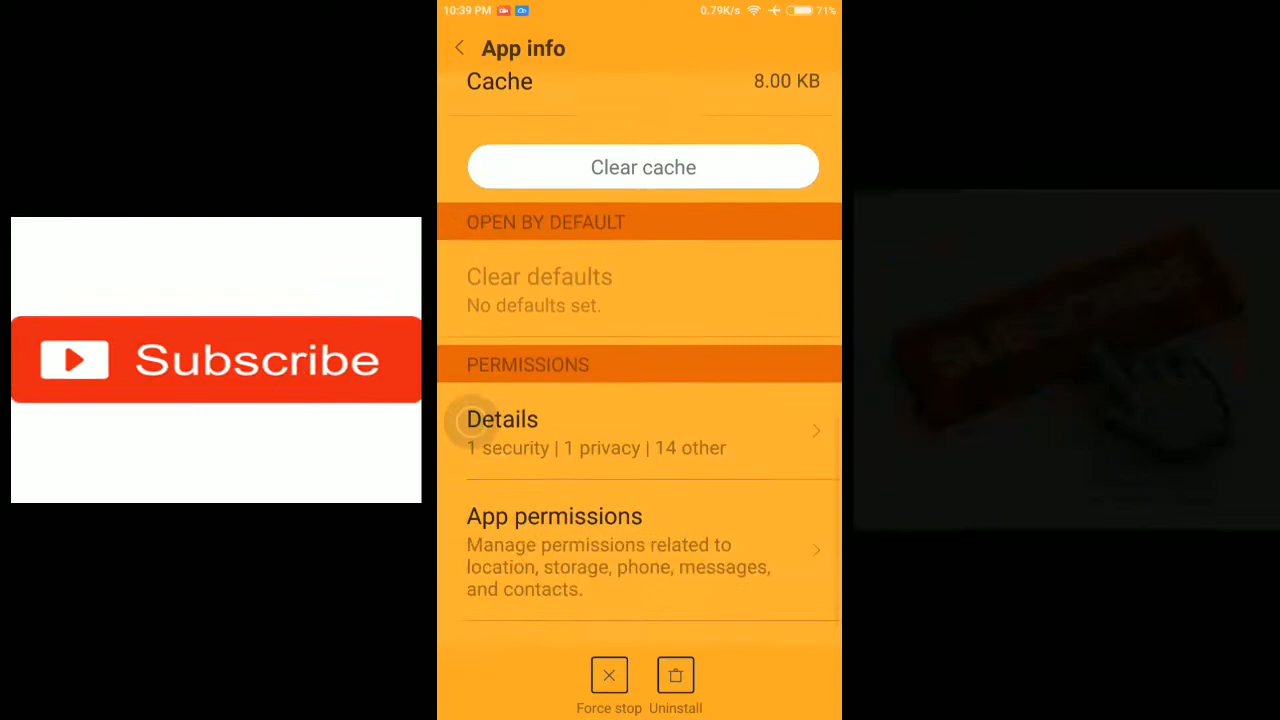 10:39 PM
0.79K/s
71%
App info
Cache
8.00 KB
Clear cache
OPEN BY DEFAULT
Clear defaults
No defaults set.
PERMISSIONS
Details
1 security | 1 privacy | 14 other
App permissions
Manage permissions related to
location, storage, phone, messages,
and contacts.
Force stop
Uninstall
Subscribe